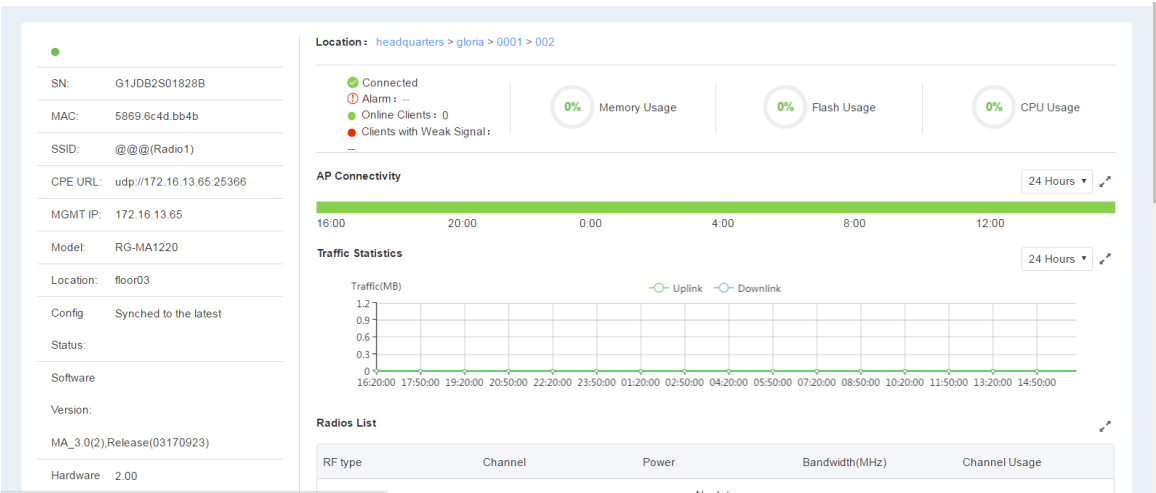 Location : headquarters > gloria > 0001 > 002
SN: G1JDB2S01828B
MAC: 5869.6c4d.bb4b
SSID: @@@(Radio1)
CPE URL: udp://172.16.13.65:25366
MGMT IP: 172.16.13.65
Model: RG-MA1220
Location: floor03
Config Synched to the latest
Status:
Software
Version:
MA_3.0(2),Release(03170923)
Hardware 2.00
Connected
Alarm : --
Online Clients : 0
Clients with Weak Signal :
--
0% Memory Usage
0% Flash Usage
0% CPU Usage
AP Connectivity
24 Hours
16:00 20:00 0:00 4:00 8:00 12:00
Traffic Statistics
24 Hours
Traffic(MB)
Uplink Downlink
1.2
0.9
0.6
0.3
0
16:20:00 17:50:00 19:20:00 20:50:00 22:20:00 23:50:00 01:20:00 02:50:00 04:20:00 05:50:00 07:20:00 08:50:00 10:20:00 11:50:00 13:20:00 14:50:00
Radios List
RF type Channel Power Bandwidth(MHz) Channel Usage